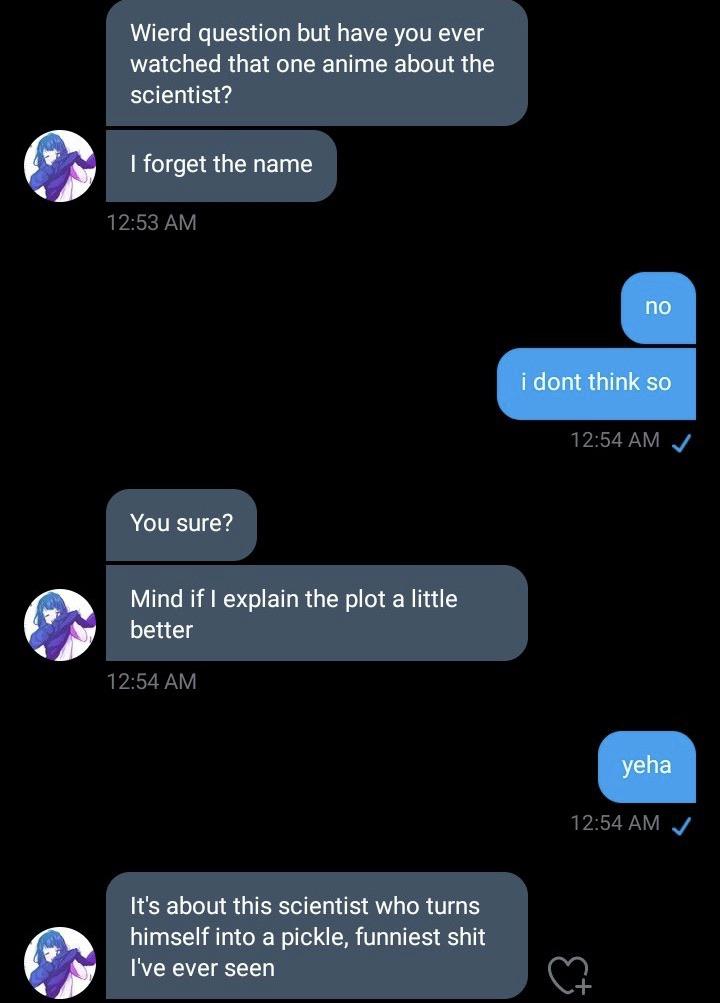 Wierd question but have you ever
watched that one anime about the
scientist?
I forget the name
12:53 AM
no
i dont think so
12:54 AM
You sure?
Mind if I explain the plot a little
better
12:54 AM
yeha
12:54 AM
It's about this scientist who turns
himself into a pickle, funniest shit
I've ever seen